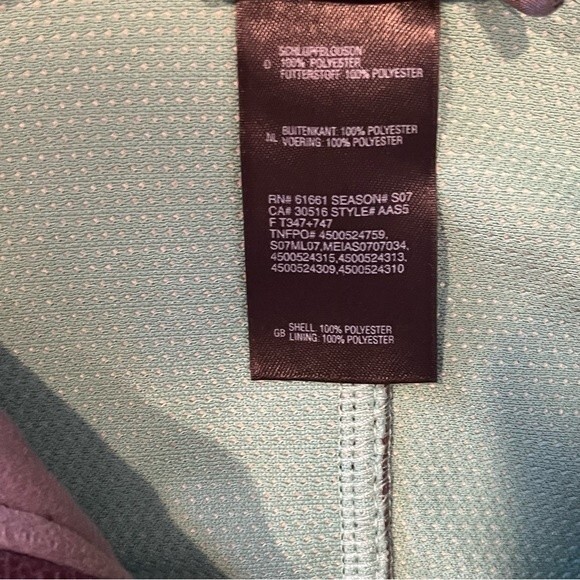 D SCHLUPFBLOUSON
100% POLYESTER
FUTTERSTOFF 100% POLYESTER
NL BUITENKANT: 100% POLYESTER
VOERING: 100% POLYESTER
RN# 61661 SEASON# S07
CA# 30516 STYLE# AAS5
F T347+747
TNFPO# 4500524759,
S07ML07,MEIAS0707034,
4500524315,4500524313,
4500524309,4500524310
GB SHELL: 100% POLYESTER
LINING: 100% POLYESTER